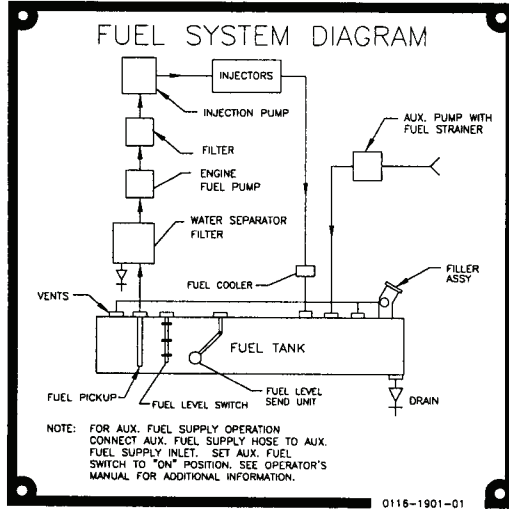 FUEL SYSTEM DIAGRAM
INJECTORS
INJECTION PUMP
AUX. PUMP WITH
FUEL STRAINER
FILTER
ENGINE
FUEL PUMP
WATER SEPARATOR
FILTER
FUEL COOLER
FILLER
ASSY
VENTS
FUEL TANK
FUEL PICKUP
FUEL LEVEL SWITCH
FUEL LEVEL
SEND UNIT
DRAIN
NOTE: FOR AUX. FUEL SUPPLY OPERATION
CONNECT AUX. FUEL SUPPLY HOSE TO AUX.
FUEL SUPPLY INLET. SET AUX. FUEL
SWITCH TO "ON" POSITION. SEE OPERATOR'S
MANUAL FOR ADDITIONAL INFORMATION.
0116-1901-01